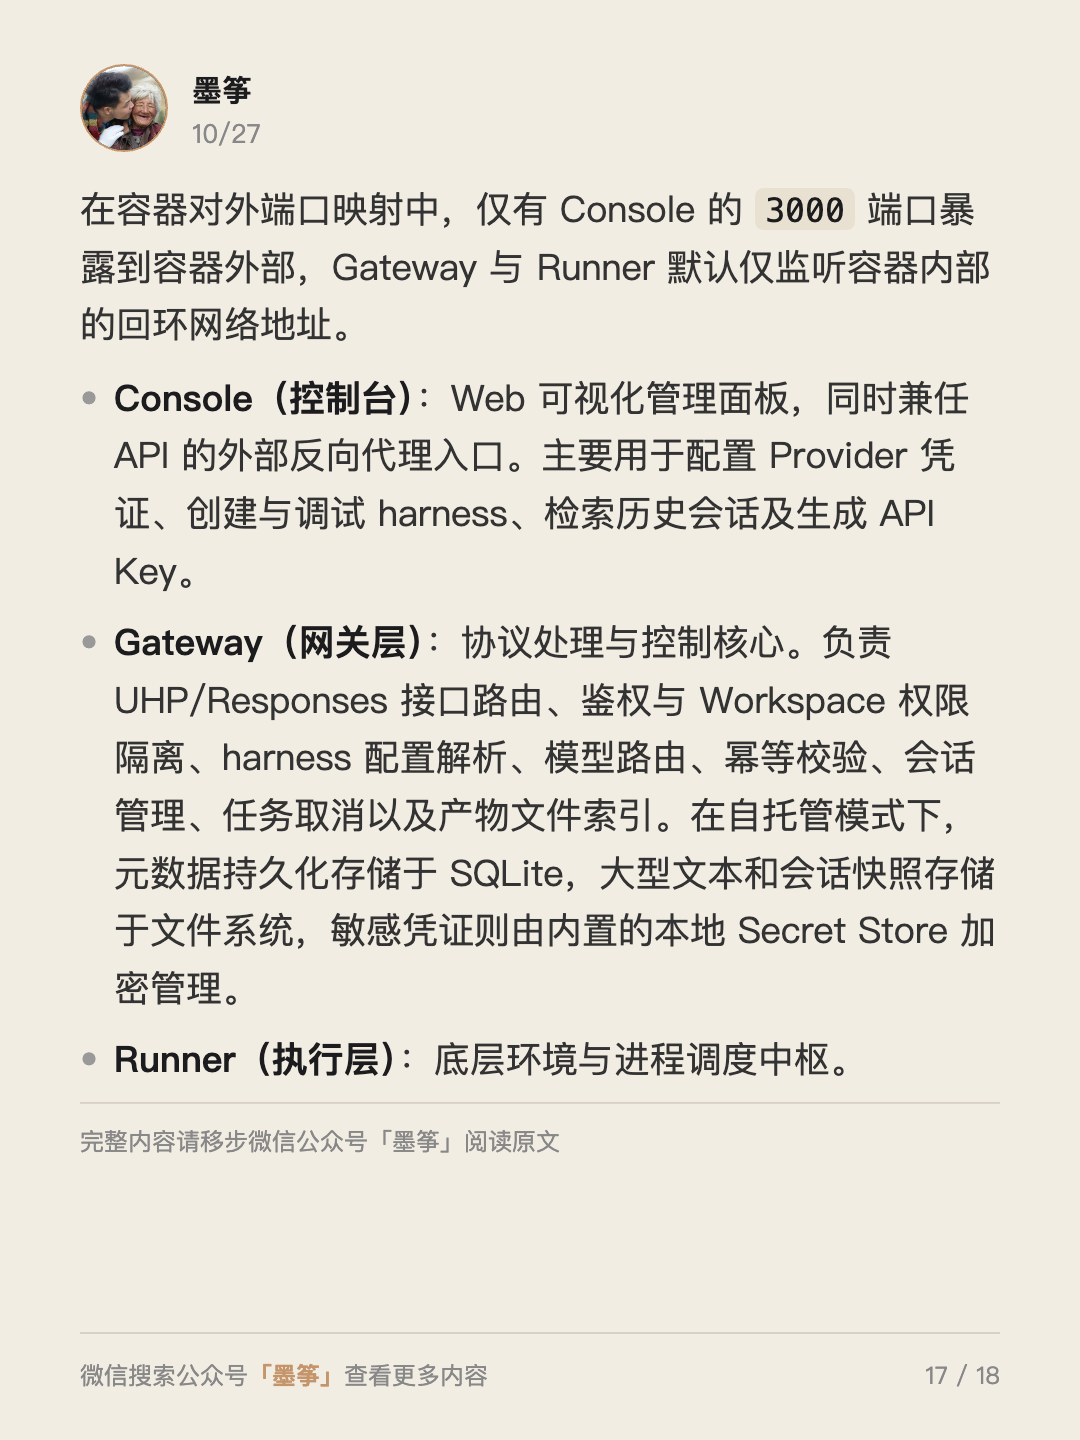 墨筝
10/27
在容器对外端口映射中，仅有 Console 的 3000 端口暴
露到容器外部，Gateway 与 Runner 默认仅监听容器内部
的回环网络地址。
• Console（控制台）：Web 可视化管理面板，同时兼任
API 的外部反向代理入口。主要用于配置 Provider 凭
证、创建与调试 harness、检索历史会话及生成 API
Key。
• Gateway（网关层）：协议处理与控制核心。负责
UHP/Responses 接口路由、鉴权与 Workspace 权限
隔离、harness 配置解析、模型路由、幂等校验、会话
管理、任务取消以及产物文件索引。在自托管模式下，
元数据持久化存储于 SQLite，大型文本和会话快照存储
于文件系统，敏感凭证则由内置的本地 Secret Store 加
密管理。
• Runner（执行层）：底层环境与进程调度中枢。
完整内容请移步微信公众号「墨筝」阅读原文
微信搜索公众号「墨筝」查看更多内容
17 / 18